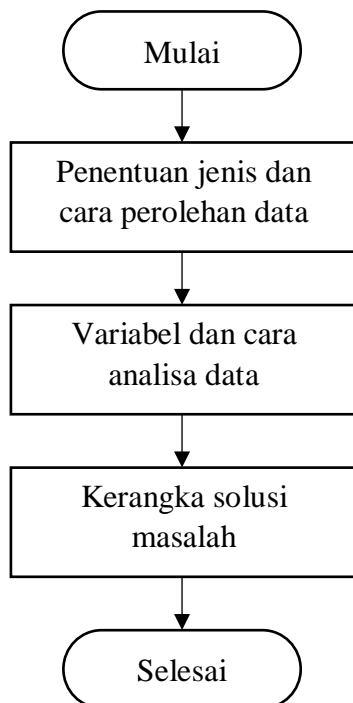 Mulai
Penentuan jenis dan
cara perolehan data
Variabel dan cara
analisa data
Kerangka solusi
masalah
Selesai